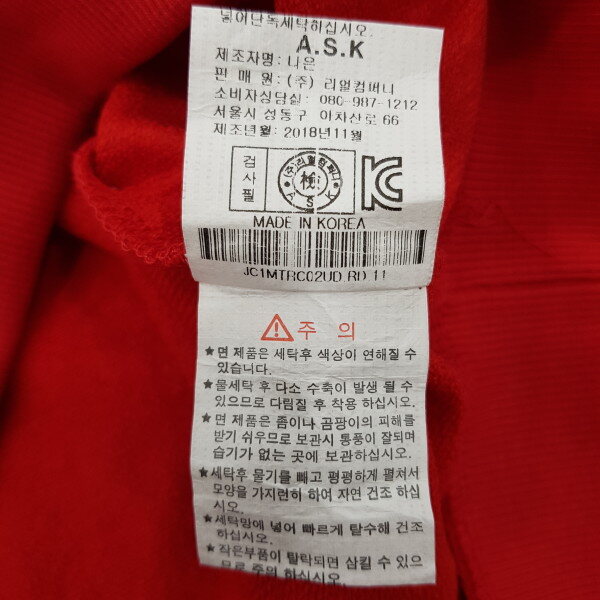 넣어단독세탁하십시오.
A.S.K
제조자명: 나은
판 매 원: (주) 리얼컴퍼니
소비자상담실: 080-987-1212
서울시 성동구 아차산로 66
제조년월: 2018년11월
검사필
(주)리얼컴퍼니
檢
A S K
KC
MADE IN KOREA
JC1MTRC02UD RD 11
주 의
★면 제품은 세탁후 색상이 연해질 수
있습니다.
★물세탁 후 다소 수축이 발생 될 수
있으므로 다림질 후 착용 하십시오.
★면 제품은 좀이나 곰팡이의 피해를
받기 쉬우므로 보관시 통풍이 잘되며
습기가 없는 곳에 보관하십시오.
★세탁후 물기를 빼고 평평하게 펼쳐서
모양을 가지런히 하여 자연 건조 하십
시오.
★세탁망에 넣어 빠르게 탈수해 건조
하십시오.
★작은부품이 탈락되면 삼킬 수 있으
므로 주의 하십시오.